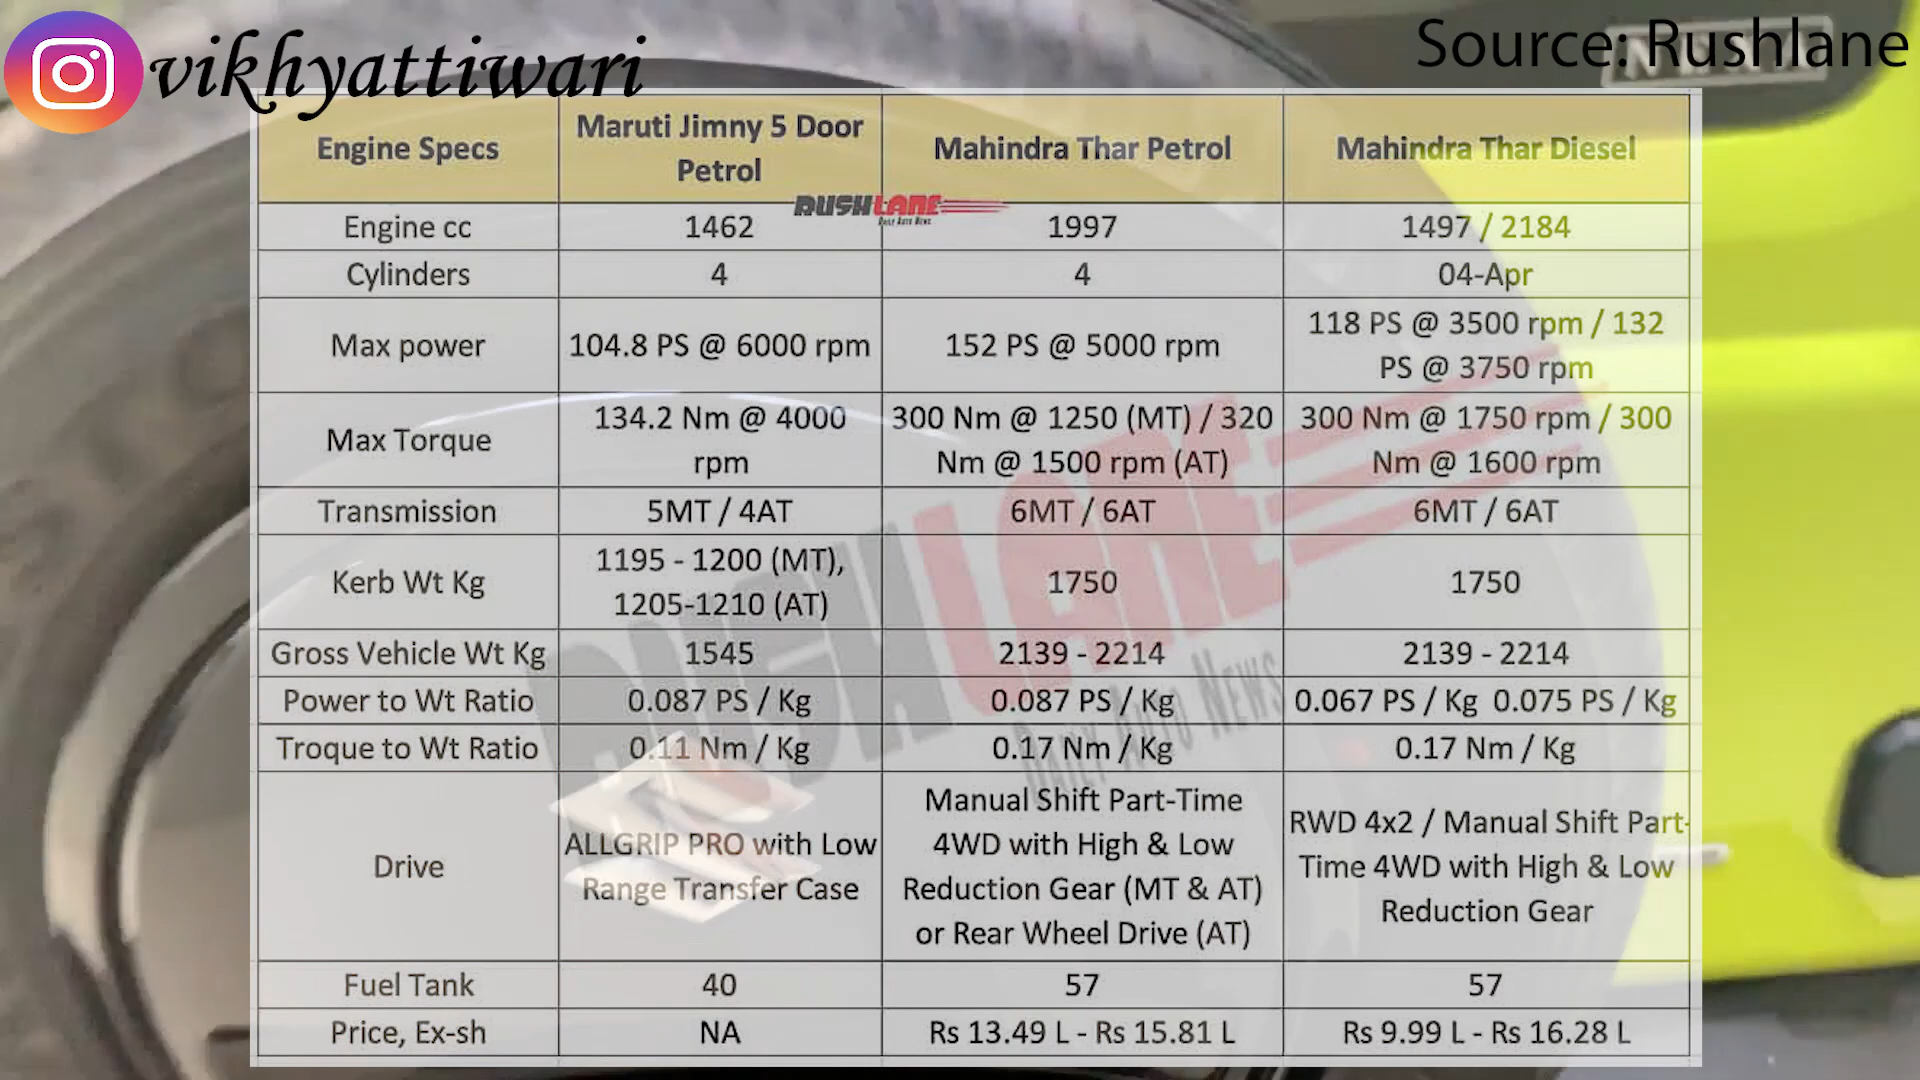 vikhyattiwari
Source: Rushlane
Engine Specs
Maruti Jimny 5 Door
Petrol
Mahindra Thar Petrol
Mahindra Thar Diesel
RUSHLANE
DAILY AUTO NEWS
Engine cc
1462
1997
1497 / 2184
Cylinders
4
4
04-Apr
Max power
104.8 PS @ 6000 rpm
152 PS @ 5000 rpm
118 PS @ 3500 rpm / 132
PS @ 3750 rpm
Max Torque
134.2 Nm @ 4000
rpm
300 Nm @ 1250 (MT) / 320
Nm @ 1500 rpm (AT)
300 Nm @ 1750 rpm / 300
Nm @ 1600 rpm
Transmission
5MT / 4AT
6MT / 6AT
6MT / 6AT
Kerb Wt Kg
1195 - 1200 (MT),
1205-1210 (AT)
1750
1750
Gross Vehicle Wt Kg
1545
2139 - 2214
2139 - 2214
Power to Wt Ratio
0.087 PS / Kg
0.087 PS / Kg
0.067 PS / Kg 0.075 PS / Kg
Troque to Wt Ratio
0.11 Nm / Kg
0.17 Nm / Kg
0.17 Nm / Kg
Drive
ALLGRIP PRO with Low
Range Transfer Case
Manual Shift Part-Time
4WD with High & Low
Reduction Gear (MT & AT)
or Rear Wheel Drive (AT)
RWD 4x2 / Manual Shift Part-
Time 4WD with High & Low
Reduction Gear
Fuel Tank
40
57
57
Price, Ex-sh
NA
Rs 13.49 L - Rs 15.81 L
Rs 9.99 L - Rs 16.28 L
RUSHLANE
DAILY AUTO NEWS